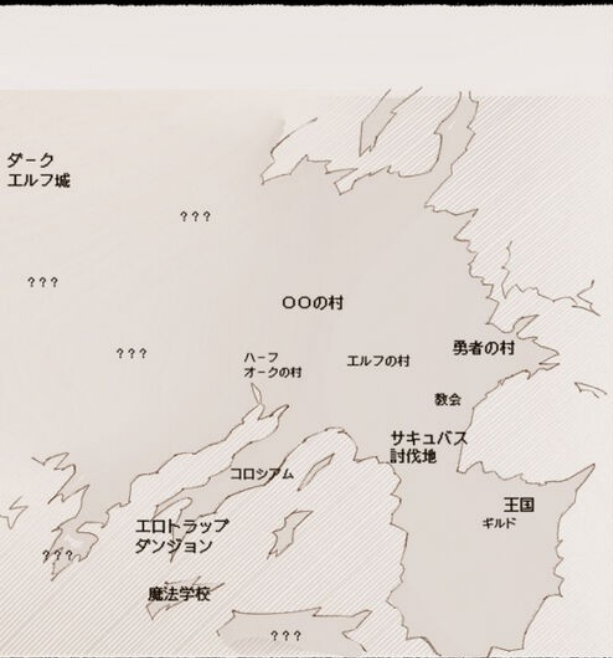 ダーク
エルフ城
???
???
〇〇の村
???
ハーフ
オークの村
エルフの村
勇者の村
教会
サキュバス
討伐地
コロシアム
王国
ギルド
エロトラップ
ダンジョン
???
魔法学校
???